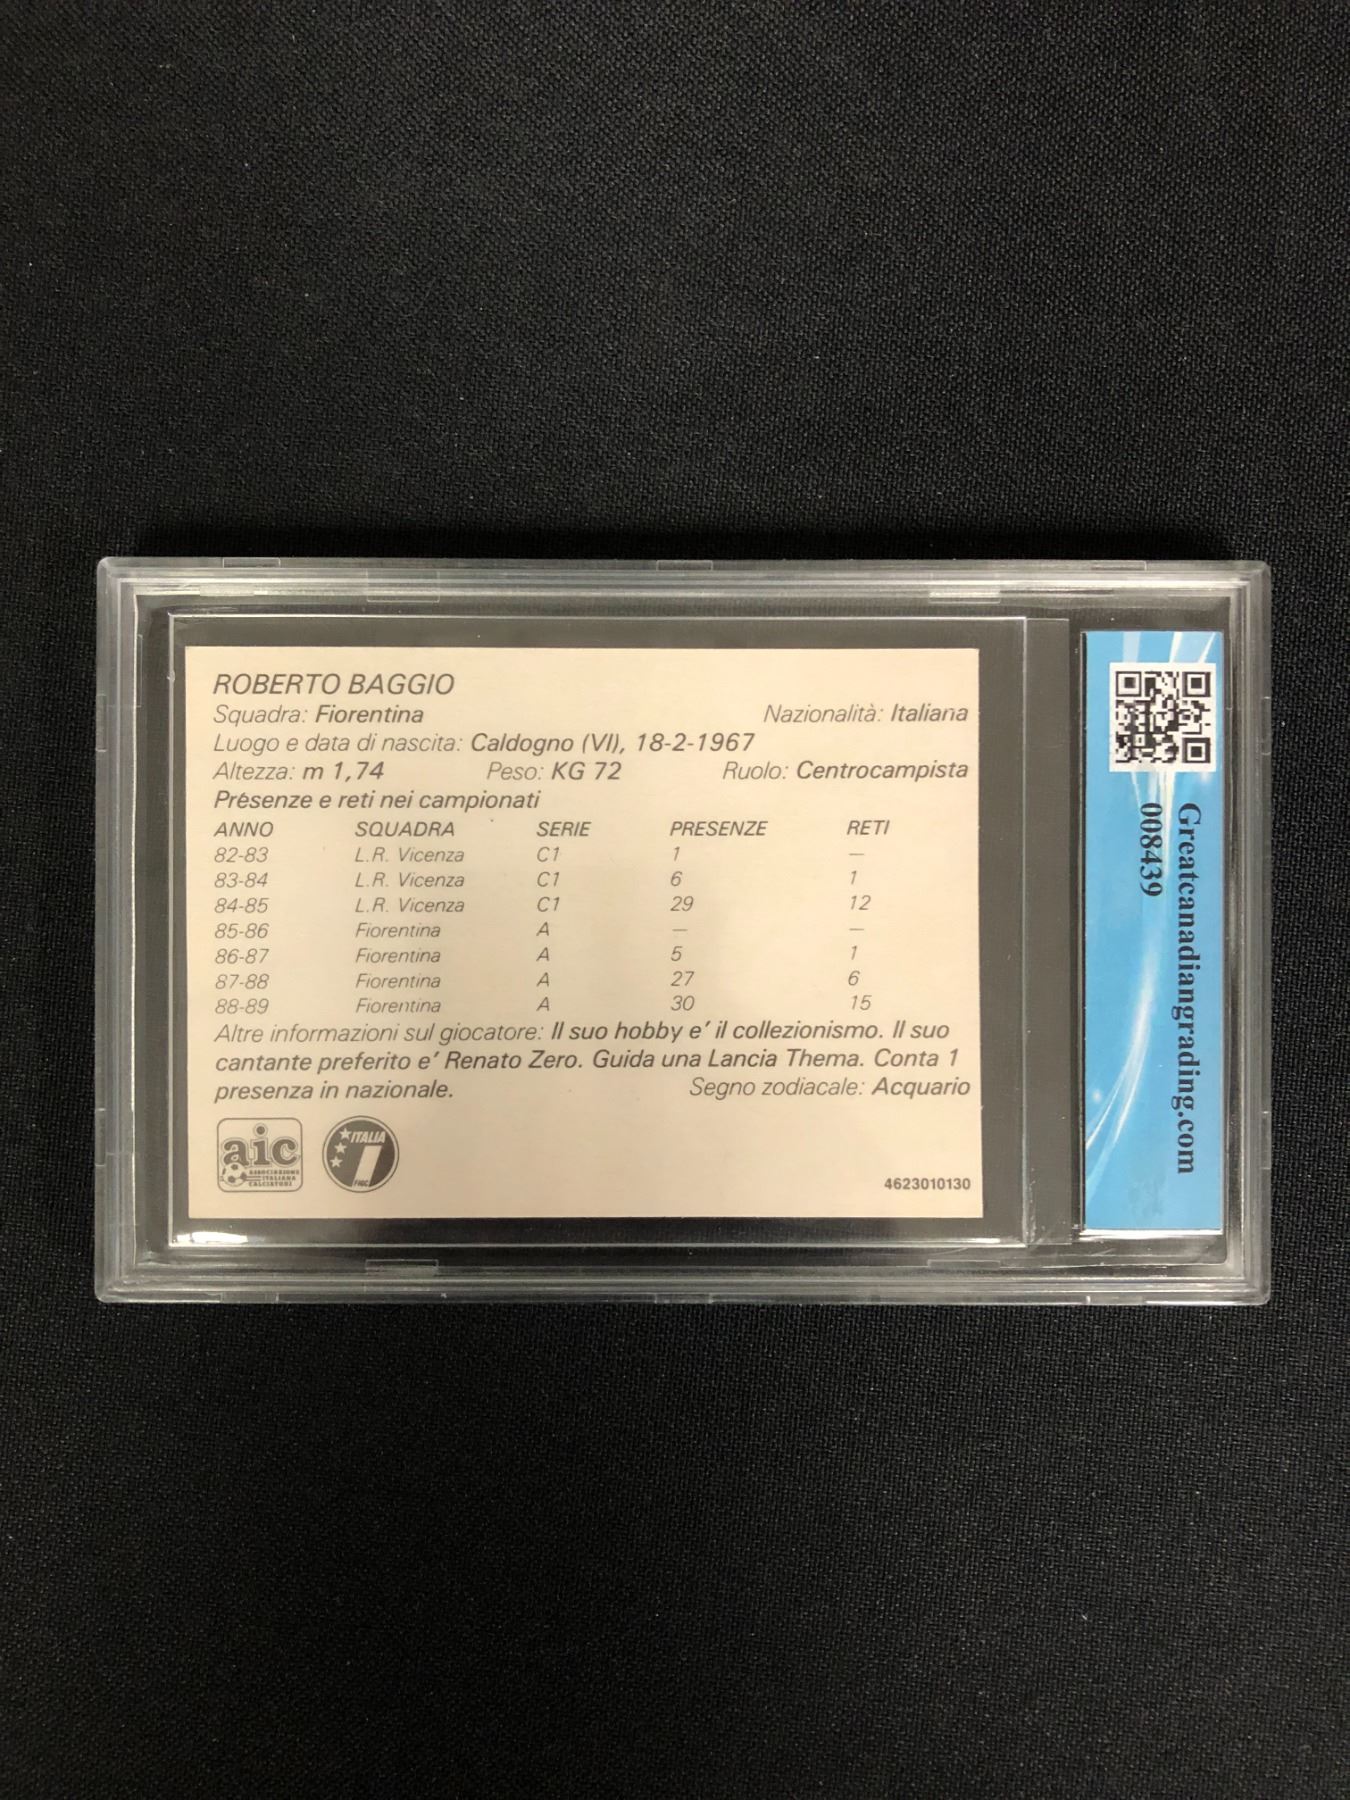 ROBERTO BAGGIO
Squadra: Fiorentina Nazionalità: Italiana
Luogo e data di nascita: Caldogno (VI), 18-2-1967
Altezza: m 1,74 Peso: KG 72 Ruolo: Centrocampista
Presenze e reti nei campionati
ANNO SQUADRA SERIE PRESENZE RETI
82-83 L.R. Vicenza C1 1 —
83-84 L.R. Vicenza C1 6 1
84-85 L.R. Vicenza C1 29 12
85-86 Fiorentina A — —
86-87 Fiorentina A 5 1
87-88 Fiorentina A 27 6
88-89 Fiorentina A 30 15
Altre informazioni sul giocatore: Il suo hobby e' il collezionismo. Il suo
cantante preferito e' Renato Zero. Guida una Lancia Thema. Conta 1
presenza in nazionale. Segno zodiacale: Acquario
aic
ASSOCIAZIONE
ITALIANA
CALCIATORI
ITALIA
FIGC
4623010130
Greatcanadiangrading.com
008439